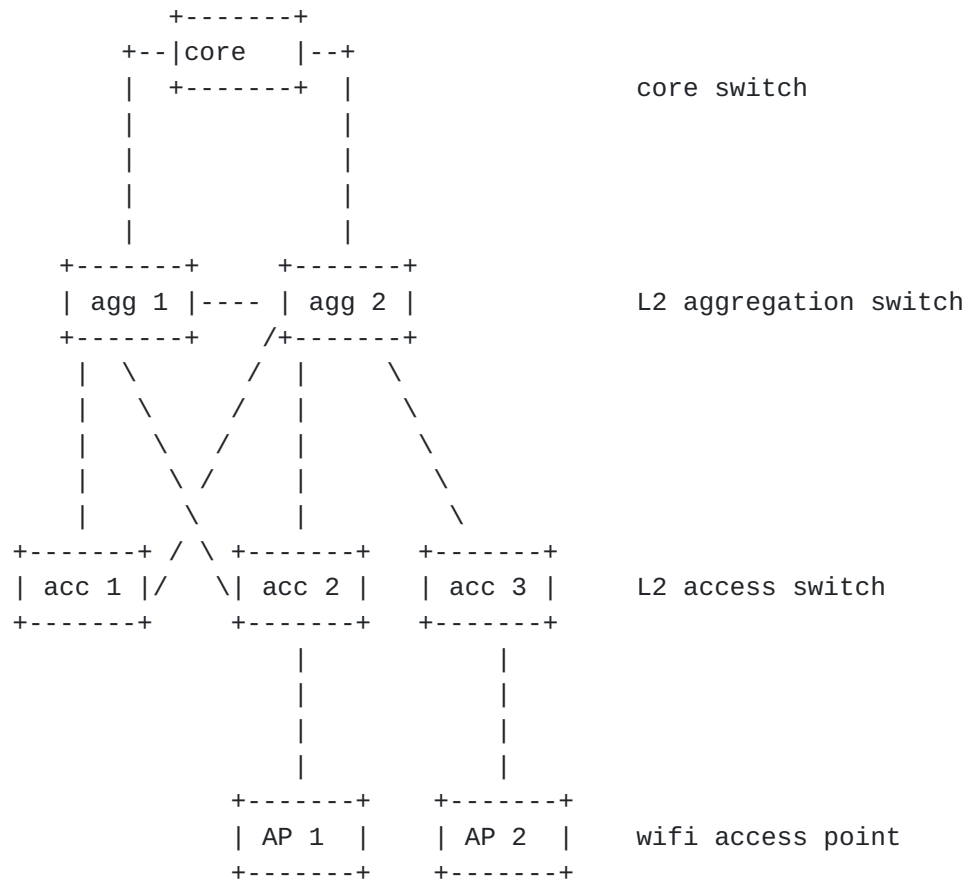 core
core switch
agg 1 agg 2 L2 aggregation switch
acc 1 acc 2 acc 3 L2 access switch
AP 1 AP 2 wifi access point